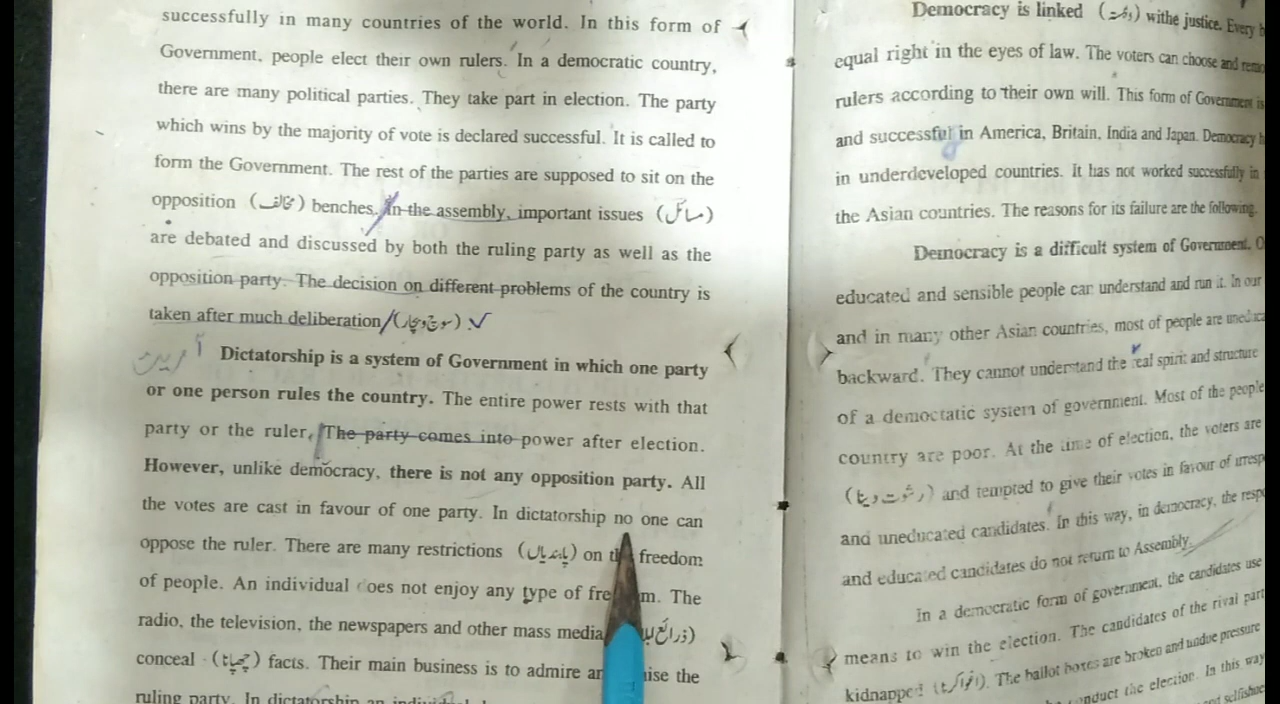 successfully in many countries of the world. In this form of
Government, people elect their own rulers. In a democratic country,
there are many political parties. They take part in election. The party
which wins by the majority of vote is declared successful. It is called to
form the Government. The rest of the parties are supposed to sit on the
opposition (مخالف) benches. In the assembly, important issues (مسائل)
are debated and discussed by both the ruling party as well as the
opposition party. The decision on different problems of the country is
taken after much deliberation (سوچ وچار)
Dictatorship is a system of Government in which one party
or one person rules the country. The entire power rests with that
party or the ruler. The party comes into power after election.
However, unlike democracy, there is not any opposition party. All
the votes are cast in favour of one party. In dictatorship no one can
oppose the ruler. There are many restrictions (پابندیاں) on the freedom
of people. An individual does not enjoy any type of The
radio, the television, the newspapers and other mass media
conceal (چھپانا) facts. Their main business is to admire the
ruling party. In dictatorship an
Democracy is linked withe justice. Every
equal right in the eyes of law. The voters can choose and
rulers according to their own will. This form of Government is
and successful in America, Britain, India and Japan. Democracy
in underdeveloped countries. It has not worked successfully in
the Asian countries. The reasons for its failure are the following.
Democracy is a difficult system of Government.
educated and sensible people can understand and run it. In our
and in many other Asian countries, most of people are
backward. They cannot understand the real spirit and structure
of a democtatic system of government. Most of the people
country are poor. At the time of election, the voters are
(رشوت دینا) and tempted to give their votes in favour of
and uneducated candidates. In this way, in democracy, the
and educated candidates do not return to Assembly.
In a democratic form of government, the candidates use
means to win the election. The candidates of the rival
kidnapped (اغوا کرنا). The ballot boxes are broken and undue pressure
conduct the election. In this way